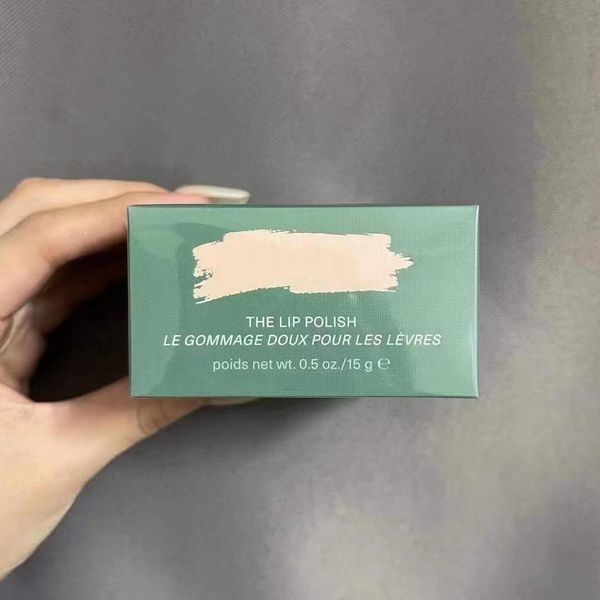 THE LIP POLISH
LE GOMMAGE DOUX POUR LES LÈVRES
poids net wt. 0.5 oz./15 g ℮